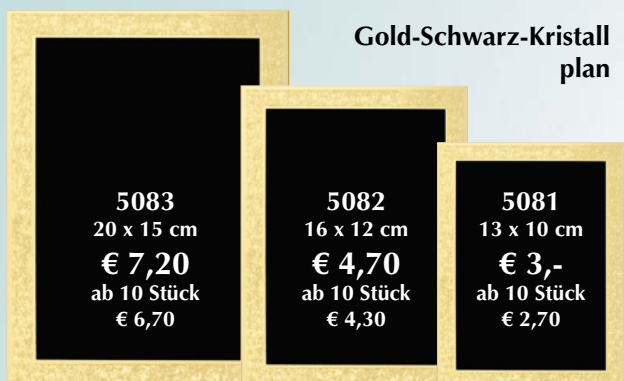 Gold-Schwarz-Kristall
plan
5083
20 x 15 cm
€ 7,20
ab 10 Stück
€ 6,70
5082
16 x 12 cm
€ 4,70
ab 10 Stück
€ 4,30
5081
13 x 10 cm
€ 3,-
ab 10 Stück
€ 2,70